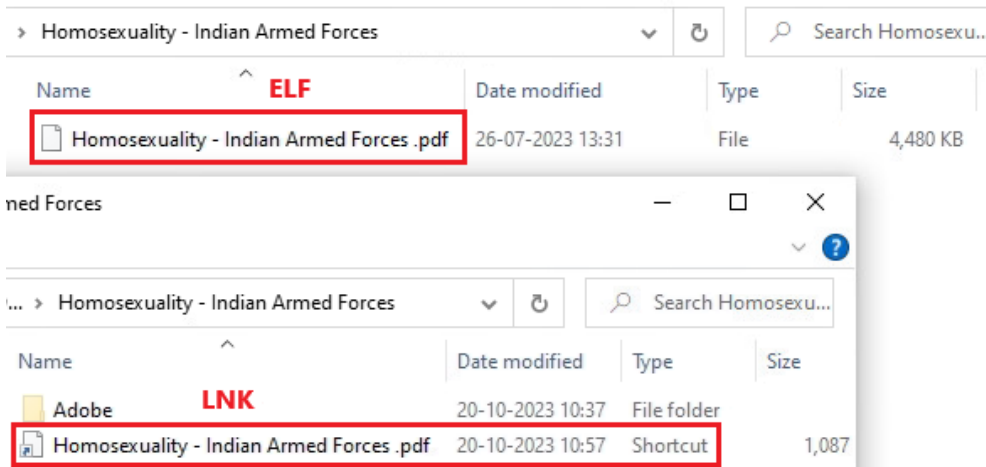 > Homosexuality - Indian Armed Forces Search Homosexu...
Name ELF Date modified Type Size
Homosexuality - Indian Armed Forces .pdf 26-07-2023 13:31 File 4,480 KB
med Forces
... > Homosexuality - Indian Armed Forces Search Homosexu...
Name Date modified Type Size
Adobe LNK 20-10-2023 10:37 File folder
Homosexuality - Indian Armed Forces .pdf 20-10-2023 10:57 Shortcut 1,087